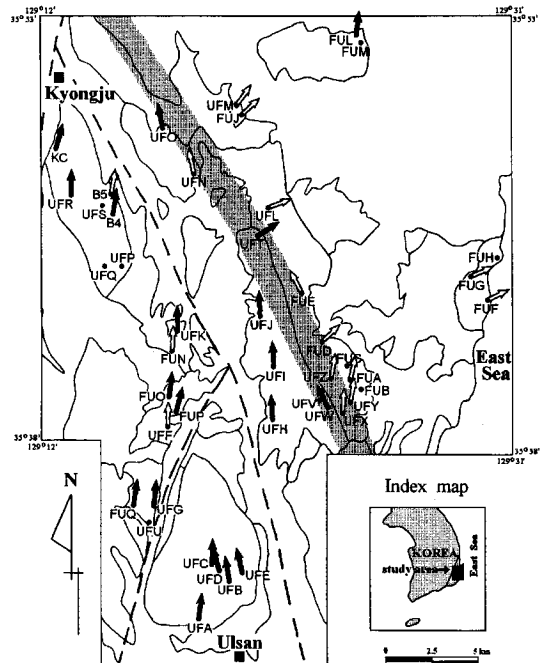 129°12'
129°31'
35°53'
35°53'
FUL
FUM
Kyongju
UFM
FUJ
UFO
KC
UFN
B5
UFR
UFS
B4
UFL
UFT
UFP
UFQ
FUH
FUG
FUE
FUF
UFJ
UFK
FUD
East
Sea
FUN
UFI
UFZ
FUA
FUB
FUO
UFV
UFY
FUP
UFW
UFX
UFF
UFH
35°38'
129°12'
35°38'
129°31'
N
Index map
UFG
FUQ
UFU
KOREA
East Sea
study area
UFC
UFE
UFD
UFB
UFA
Ulsan
0 2.5 5 km